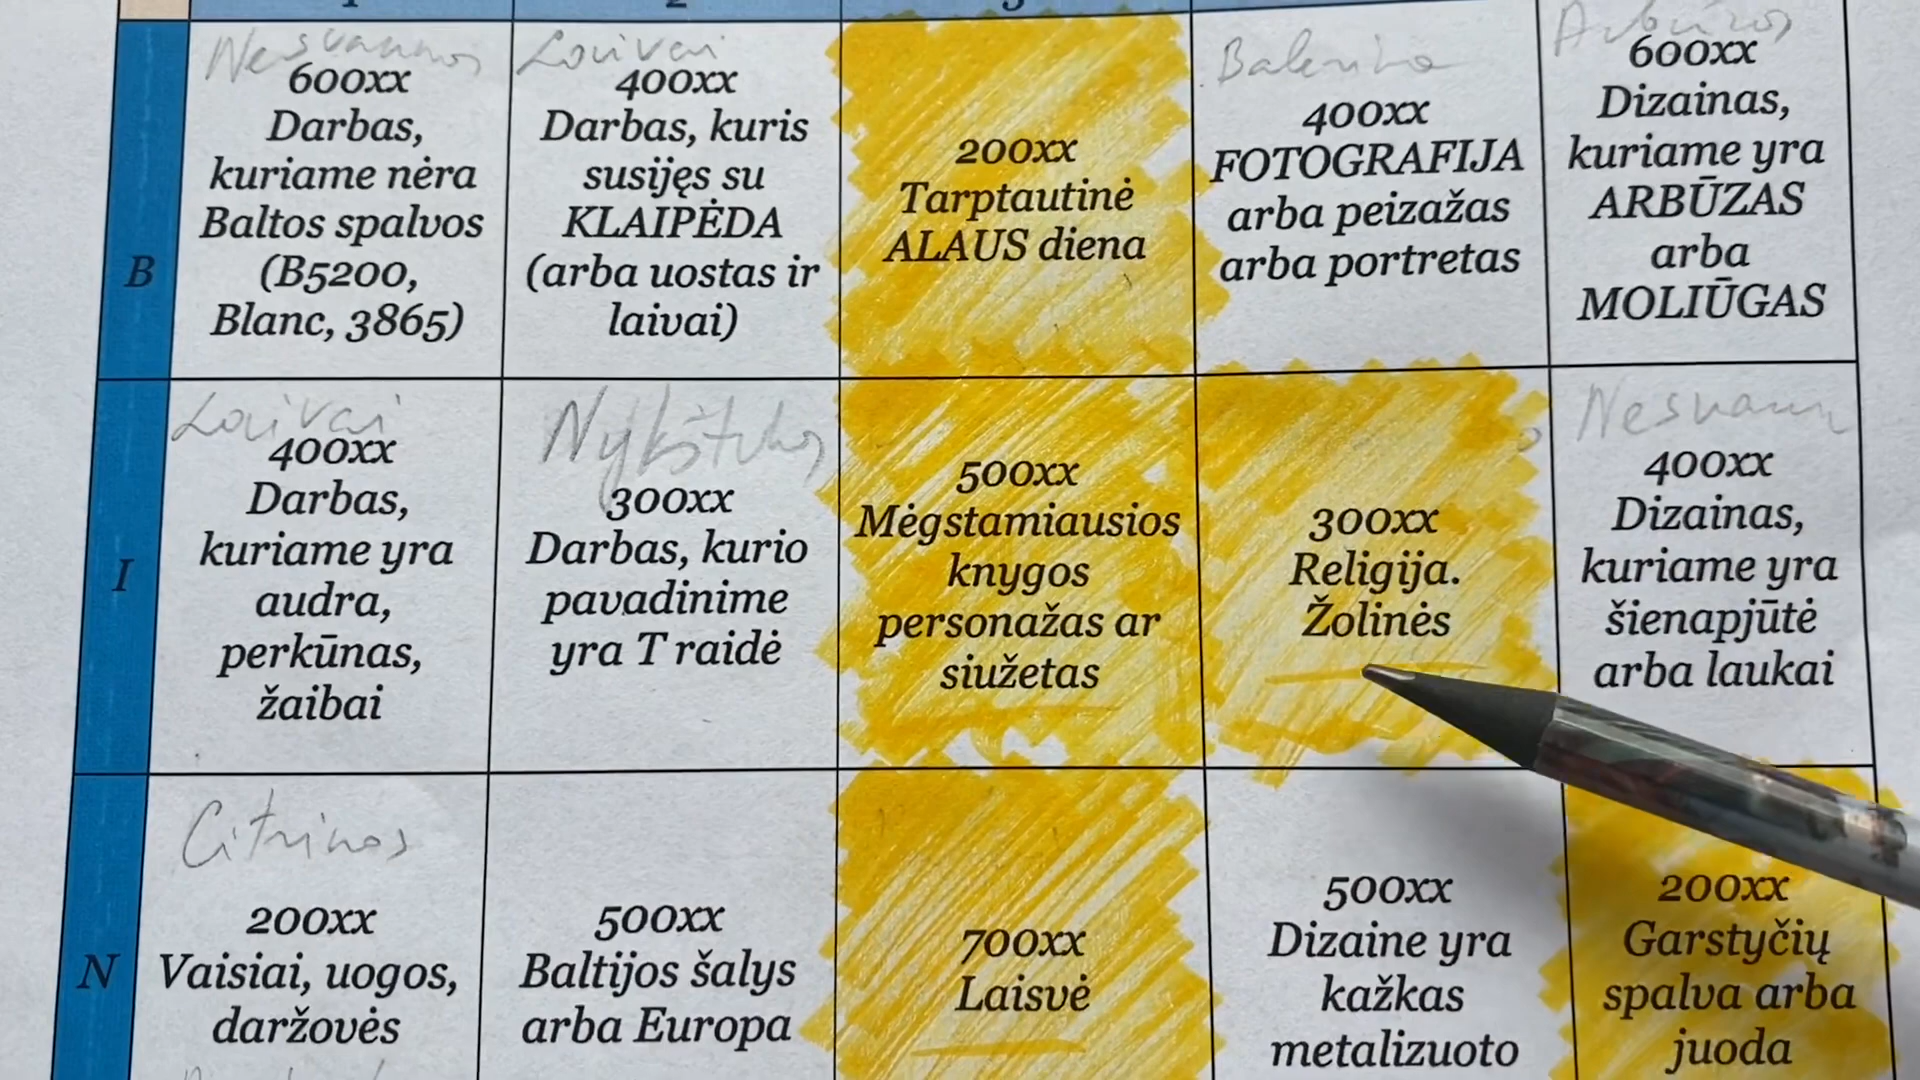 Nesvarumos
600xx
Darbas,
kuriame nėra
Baltos spalvos
(B5200,
Blanc, 3865)
Laivai
400xx
Darbas, kuris
susijęs su
KLAIPĖDA
(arba uostas ir
laivai)
200xx
Tarptautinė
ALAUS diena
Balerina
400xx
FOTOGRAFIJA
arba peizažas
arba portretas
Arbūzas
600xx
Dizainas,
kuriame yra
ARBŪZAS
arba
MOLIŪGAS
B
Laivai
400xx
Darbas,
kuriame yra
audra,
perkūnas,
žaibai
Nykštukas
300xx
Darbas, kurio
pavadinime
yra T raidė
500xx
Mėgstamiausios
knygos
personažas ar
siužetas
300xx
Religija.
Žolinės
400xx
Dizainas,
kuriame yra
šienapjūtė
arba laukai
I
Citrinos
200xx
Vaisiai, uogos,
daržovės
500xx
Baltijos šalys
arba Europa
700xx
Laisvė
500xx
Dizaine yra
kažkas
metalizuoto
200xx
Garstyčių
spalva arba
juoda
N